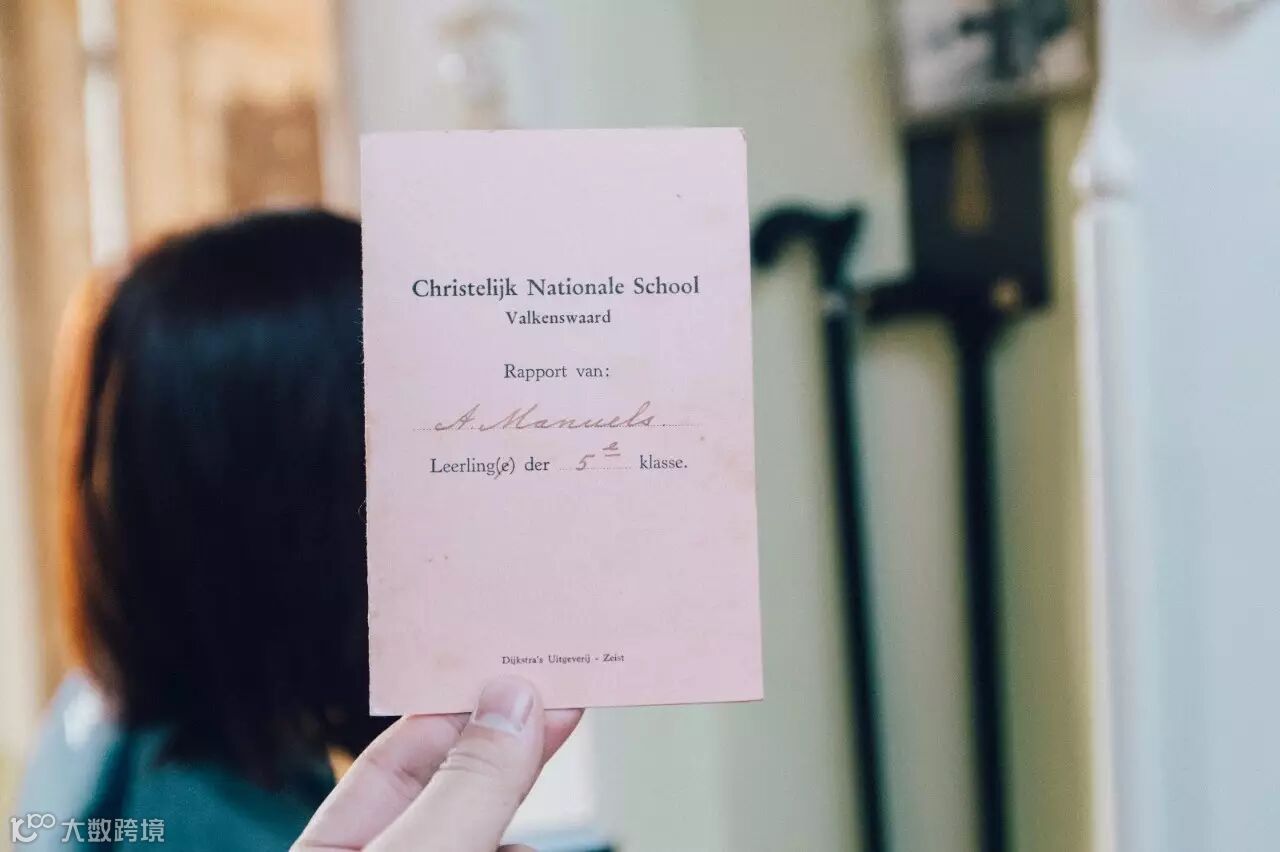 Christelijk Nationale School
Valkenswaard
Rapport van:
A. Manuels.
Leerling(e) der 5e klasse.
Dijkstra's Uitgeverij - Zeist
大数跨境